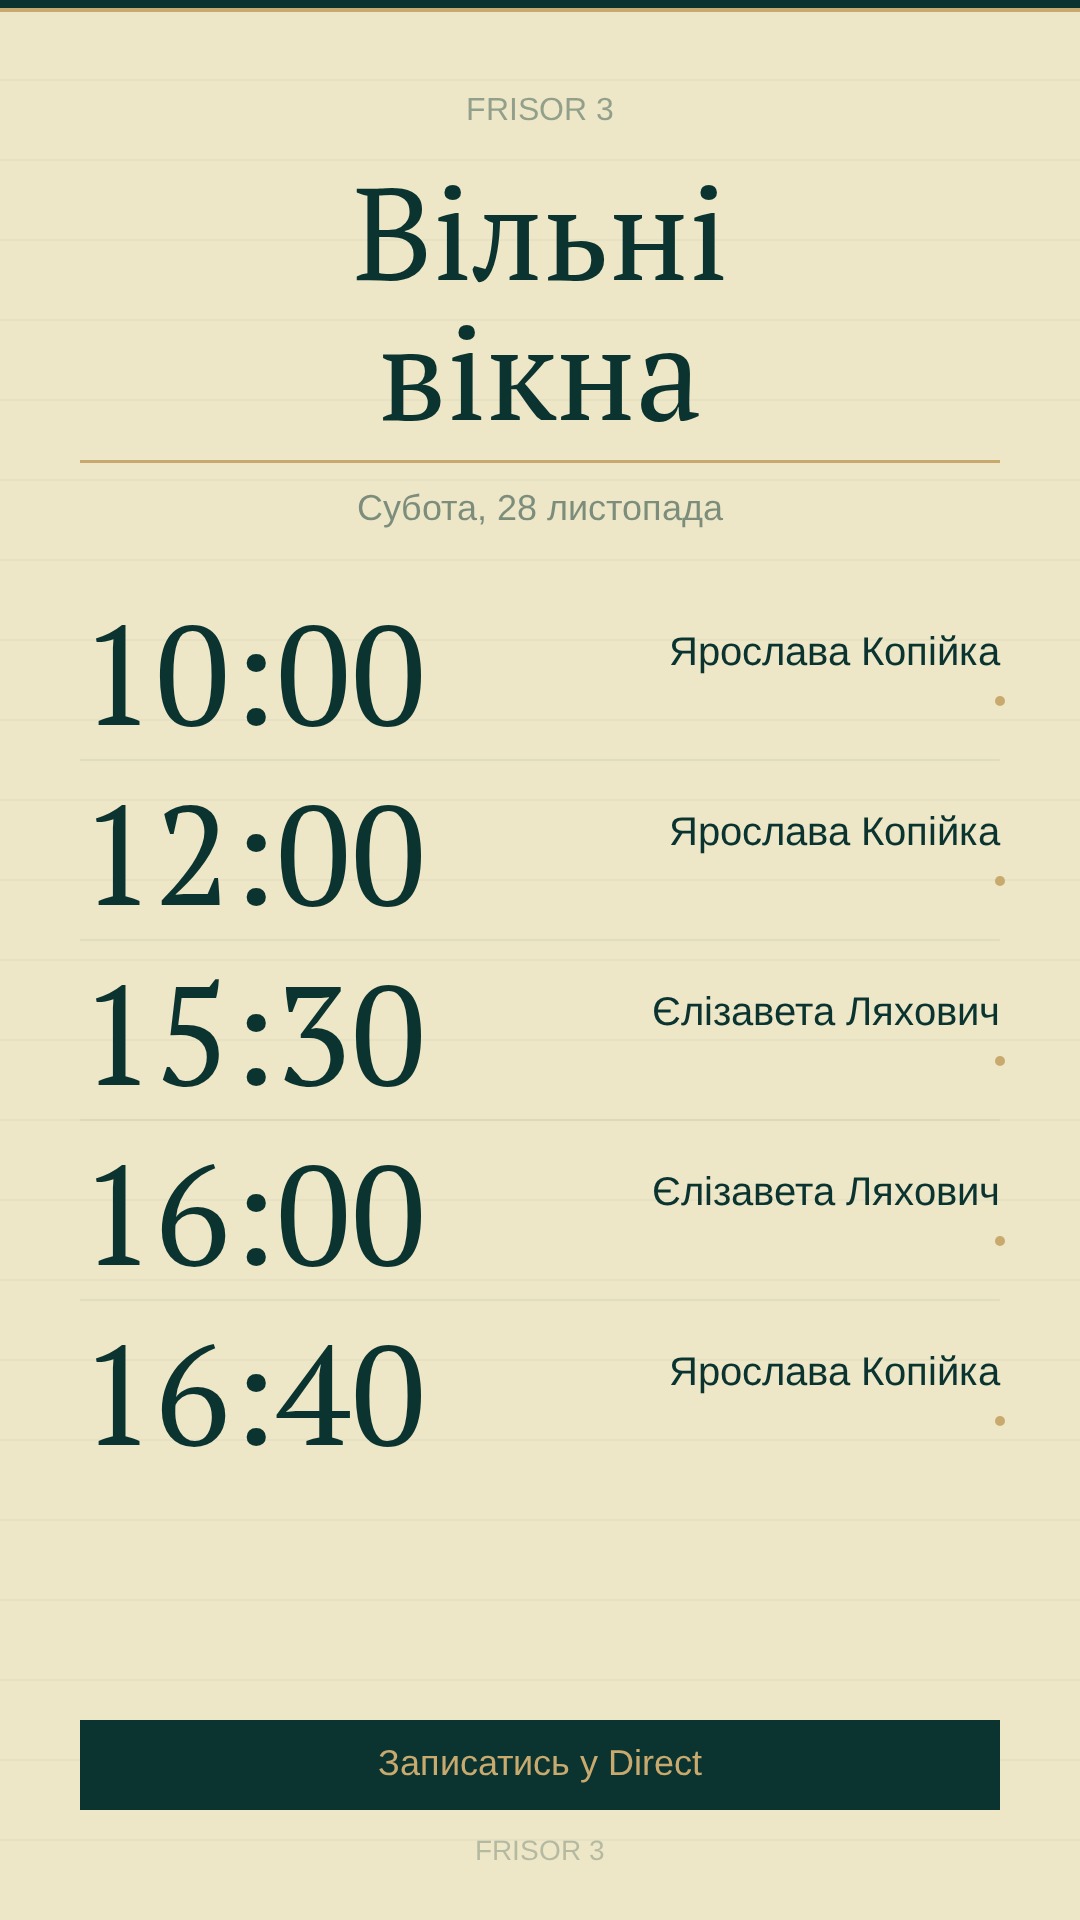 FRISOR 3
Вільні
вікна
Субота, 28 листопада
10:00 Ярослава Копійка
12:00 Ярослава Копійка
15:30 Єлізавета Ляхович
16:00 Єлізавета Ляхович
16:40 Ярослава Копійка
Записатись у Direct
FRISOR 3